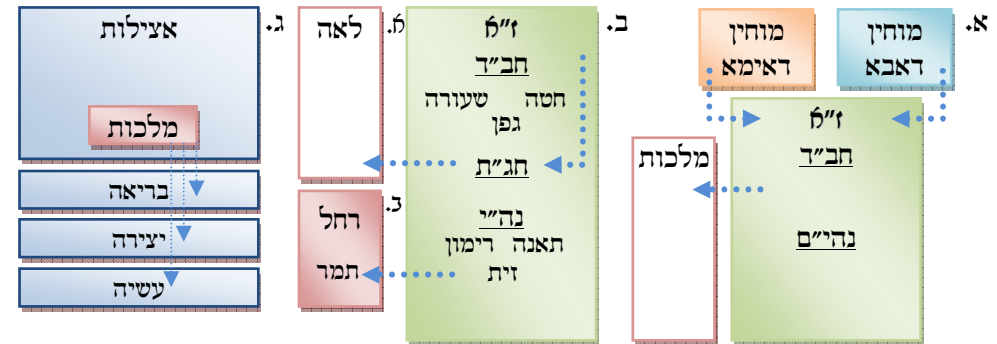 א.
מוחין
דאבא
מוחין
דאימא
ז"א
חב"ד
נהי"ם
מלכות
ב.
ז"א
חב"ד
חטה שעורה
גפן
חג"ת
נה"י
תאנה רימון
זית
א.
לאה
ב.
רחל
תמר
ג.
אצילות
מלכות
בריאה
יצירה
עשיה